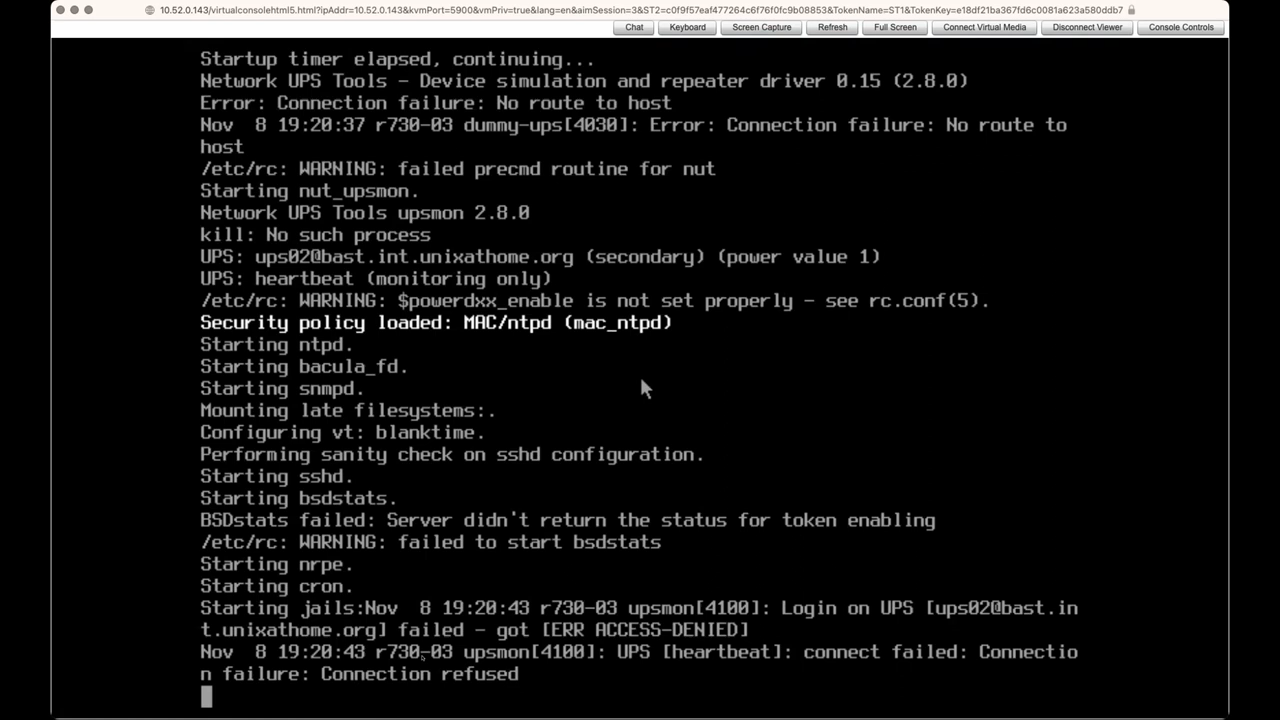 10.52.0.143/virtualconsolehtml5.html?ipAddr=10.52.0.143&kvmPort=5900&vmPriv=true&lang=en&aimSession=3&ST2=c0f9f57eaf477264c6f76f0fc9b08853&TokenName=ST1&TokenKey=e18df21ba367fd6c0081a623a580ddb7
Chat Keyboard Screen Capture Refresh Full Screen Connect Virtual Media Disconnect Viewer Console Controls
Startup timer elapsed, continuing...
Network UPS Tools - Device simulation and repeater driver 0.15 (2.8.0)
Error: Connection failure: No route to host
Nov  8 19:20:37 r730-03 dummy-ups[4030]: Error: Connection failure: No route to
host
/etc/rc: WARNING: failed precmd routine for nut
Starting nut_upsmon.
Network UPS Tools upsmon 2.8.0
kill: No such process
UPS: ups02@bast.int.unixathome.org (secondary) (power value 1)
UPS: heartbeat (monitoring only)
/etc/rc: WARNING: $powerdxx_enable is not set properly - see rc.conf(5).
Security policy loaded: MAC/ntpd (mac_ntpd)
Starting ntpd.
Starting bacula_fd.
Starting snmpd.
Mounting late filesystems:.
Configuring vt: blanktime.
Performing sanity check on sshd configuration.
Starting sshd.
Starting bsdstats.
BSDstats failed: Server didn't return the status for token enabling
/etc/rc: WARNING: failed to start bsdstats
Starting nrpe.
Starting cron.
Starting jails:Nov  8 19:20:43 r730-03 upsmon[4100]: Login on UPS [ups02@bast.in
t.unixathome.org] failed - got [ERR ACCESS-DENIED]
Nov  8 19:20:43 r730-03 upsmon[4100]: UPS [heartbeat]: connect failed: Connectio
n failure: Connection refused